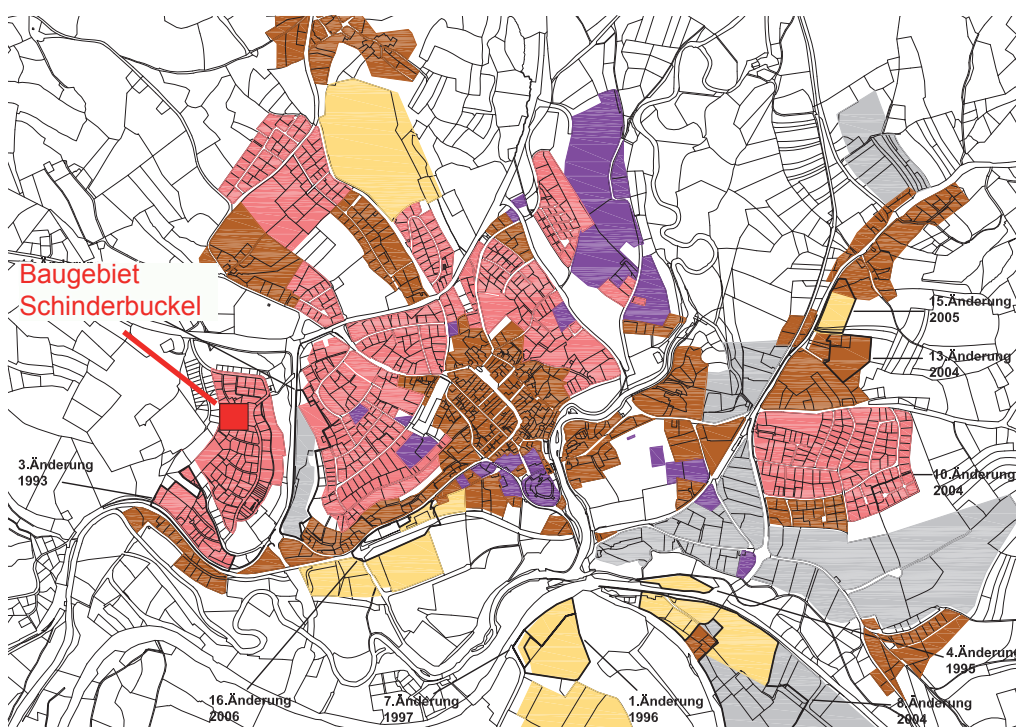 Baugebiet
Schinderbuckel
15.Änderung
2005
13.Änderung
2004
3.Änderung
1993
10.Änderung
2004
4.Änderung
1995
16.Änderung
2006
7.Änderung
1997
1.Änderung
1996
8.Änderung
2004